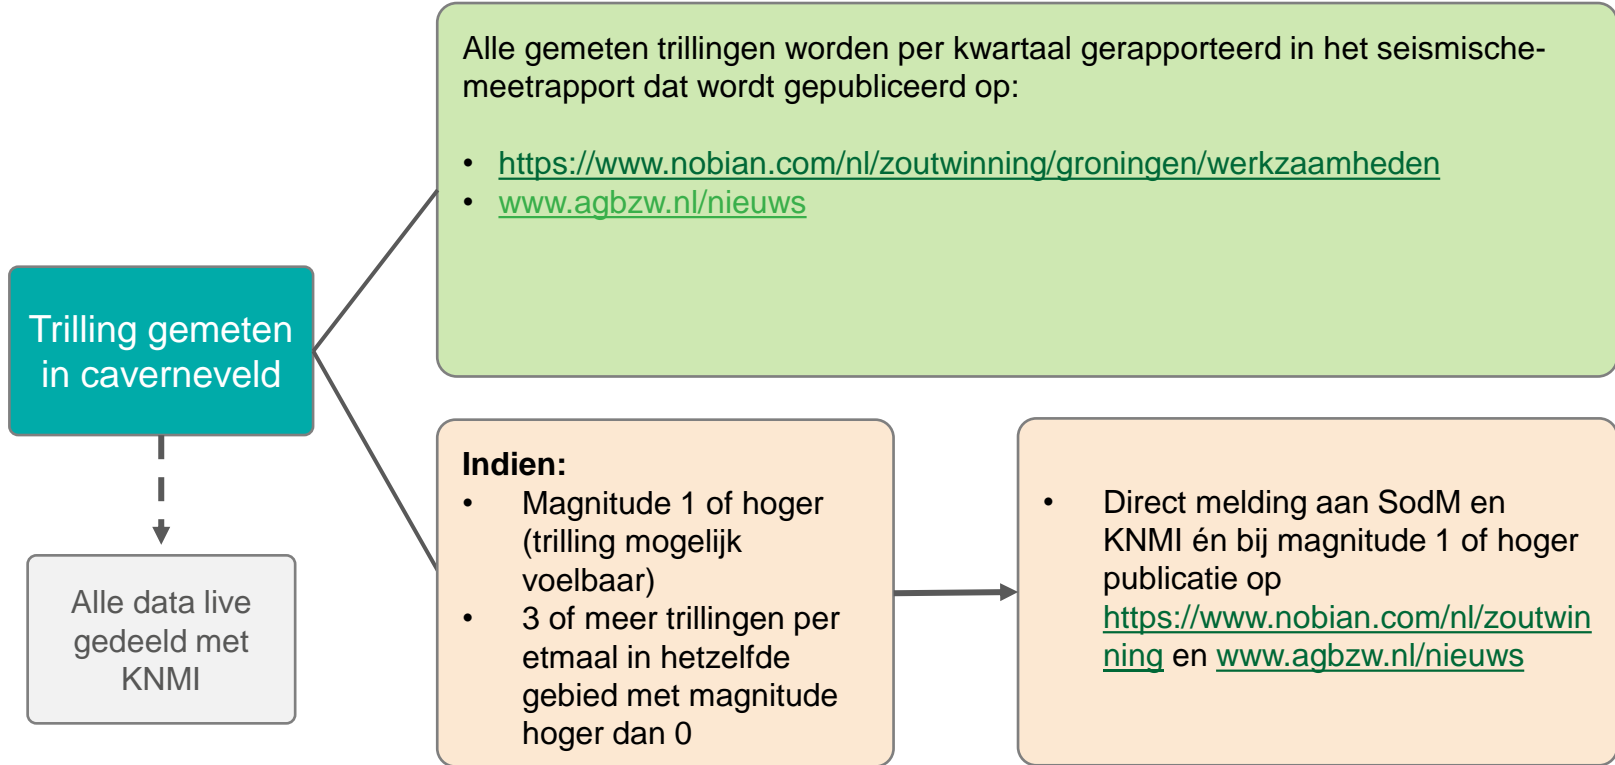 Alle gemeten trillingen worden per kwartaal gerapporteerd in het seismische-
meetrapport dat wordt gepubliceerd op:
• https://www.nobian.com/nl/zoutwinning/groningen/werkzaamheden
• www.agbzw.nl/nieuws
Trilling gemeten
in caverneveld
Alle data live
gedeeld met
KNMI
Indien:
• Magnitude 1 of hoger
(trilling mogelijk
voelbaar)
• 3 of meer trillingen per
etmaal in hetzelfde
gebied met magnitude
hoger dan 0
• Direct melding aan SodM en
KNMI én bij magnitude 1 of hoger
publicatie op
https://www.nobian.com/nl/zoutwin
ning en www.agbzw.nl/nieuws